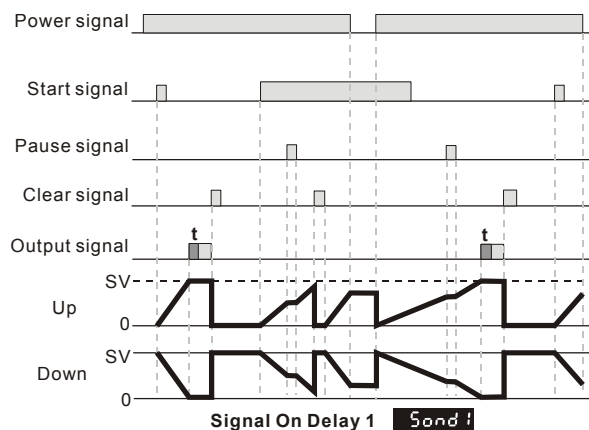 Power signal
Start signal
Pause signal
Clear signal
t t
Output signal
SV
Up
0
SV
Down
0
Signal On Delay 1 Sond1